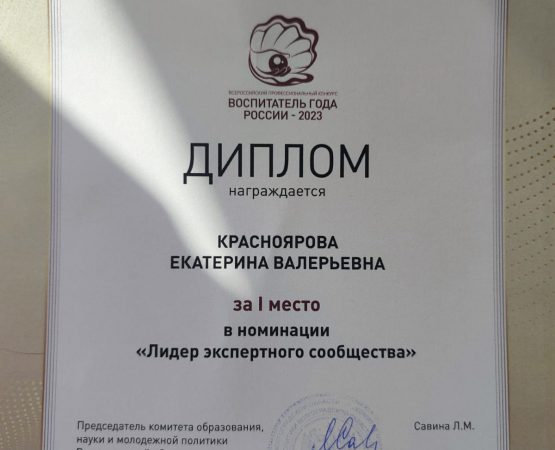 ВСЕРОССИЙСКИЙ ПРОФЕССИОНАЛЬНЫЙ КОНКУРС
ВОСПИТАТЕЛЬ ГОДА
РОССИИ - 2023
ДИПЛОМ
награждается
КРАСНОЯРОВА
ЕКАТЕРИНА ВАЛЕРЬЕВНА
за I место
в номинации
«Лидер экспертного сообщества»
Председатель комитета образования,
науки и молодежной политики
Савина Л.М.